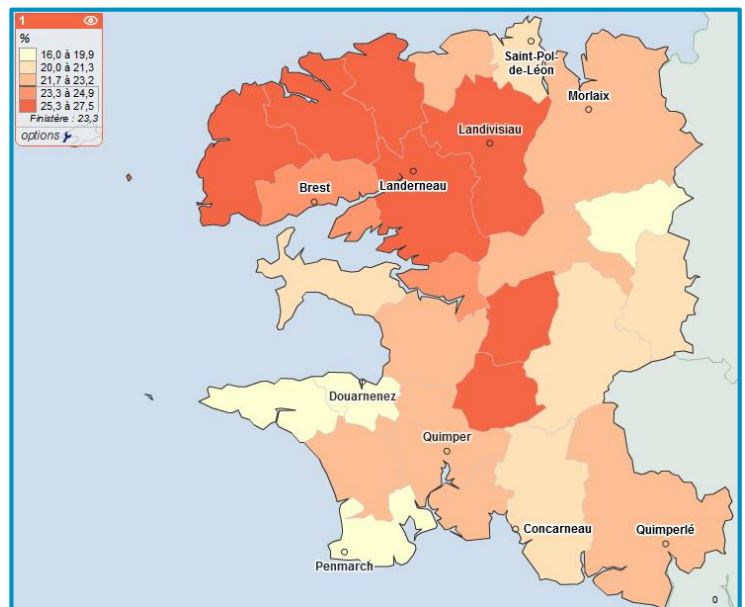 1
%
16,0 à 19,9
20,0 à 21,3
21,7 à 23,2
23,3 à 24,9
25,3 à 27,5
Finistère : 23,3
options
Saint-Pol-
de-Léon
Morlaix
Landivisiau
Brest
Landerneau
Douarnenez
Quimper
Concarneau
Quimperlé
Penmarch
0